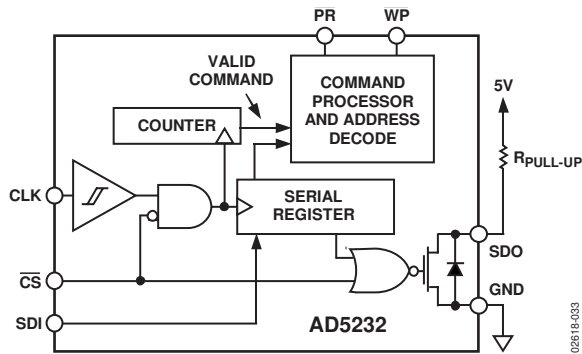 PR
WP
VALID
COMMAND
COMMAND
PROCESSOR
AND ADDRESS
DECODE
5V
COUNTER
RPULL-UP
CLK
SERIAL
REGISTER
SDO
CS
GND
SDI
AD5232
02618-033